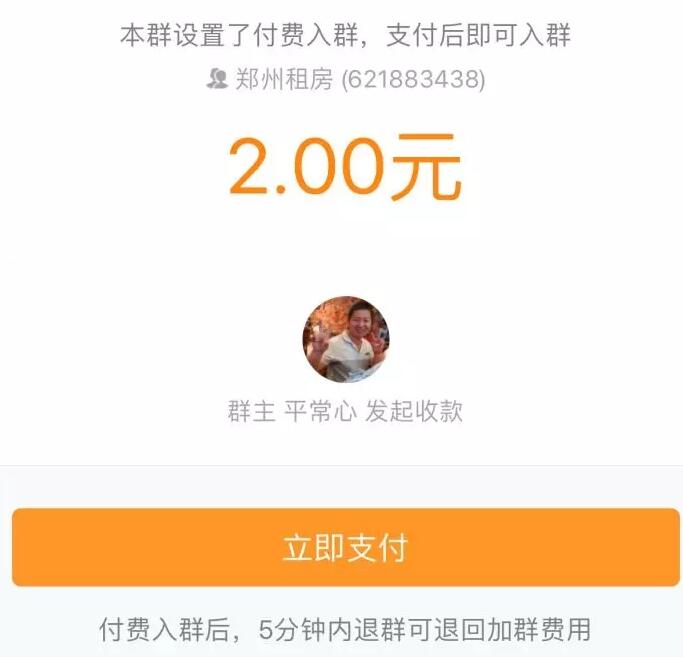 本群设置了付费入群，支付后即可入群
郑州租房 (621883438)
2.00元
群主 平常心 发起收款
立即支付
付费入群后，5分钟内退群可退回加群费用